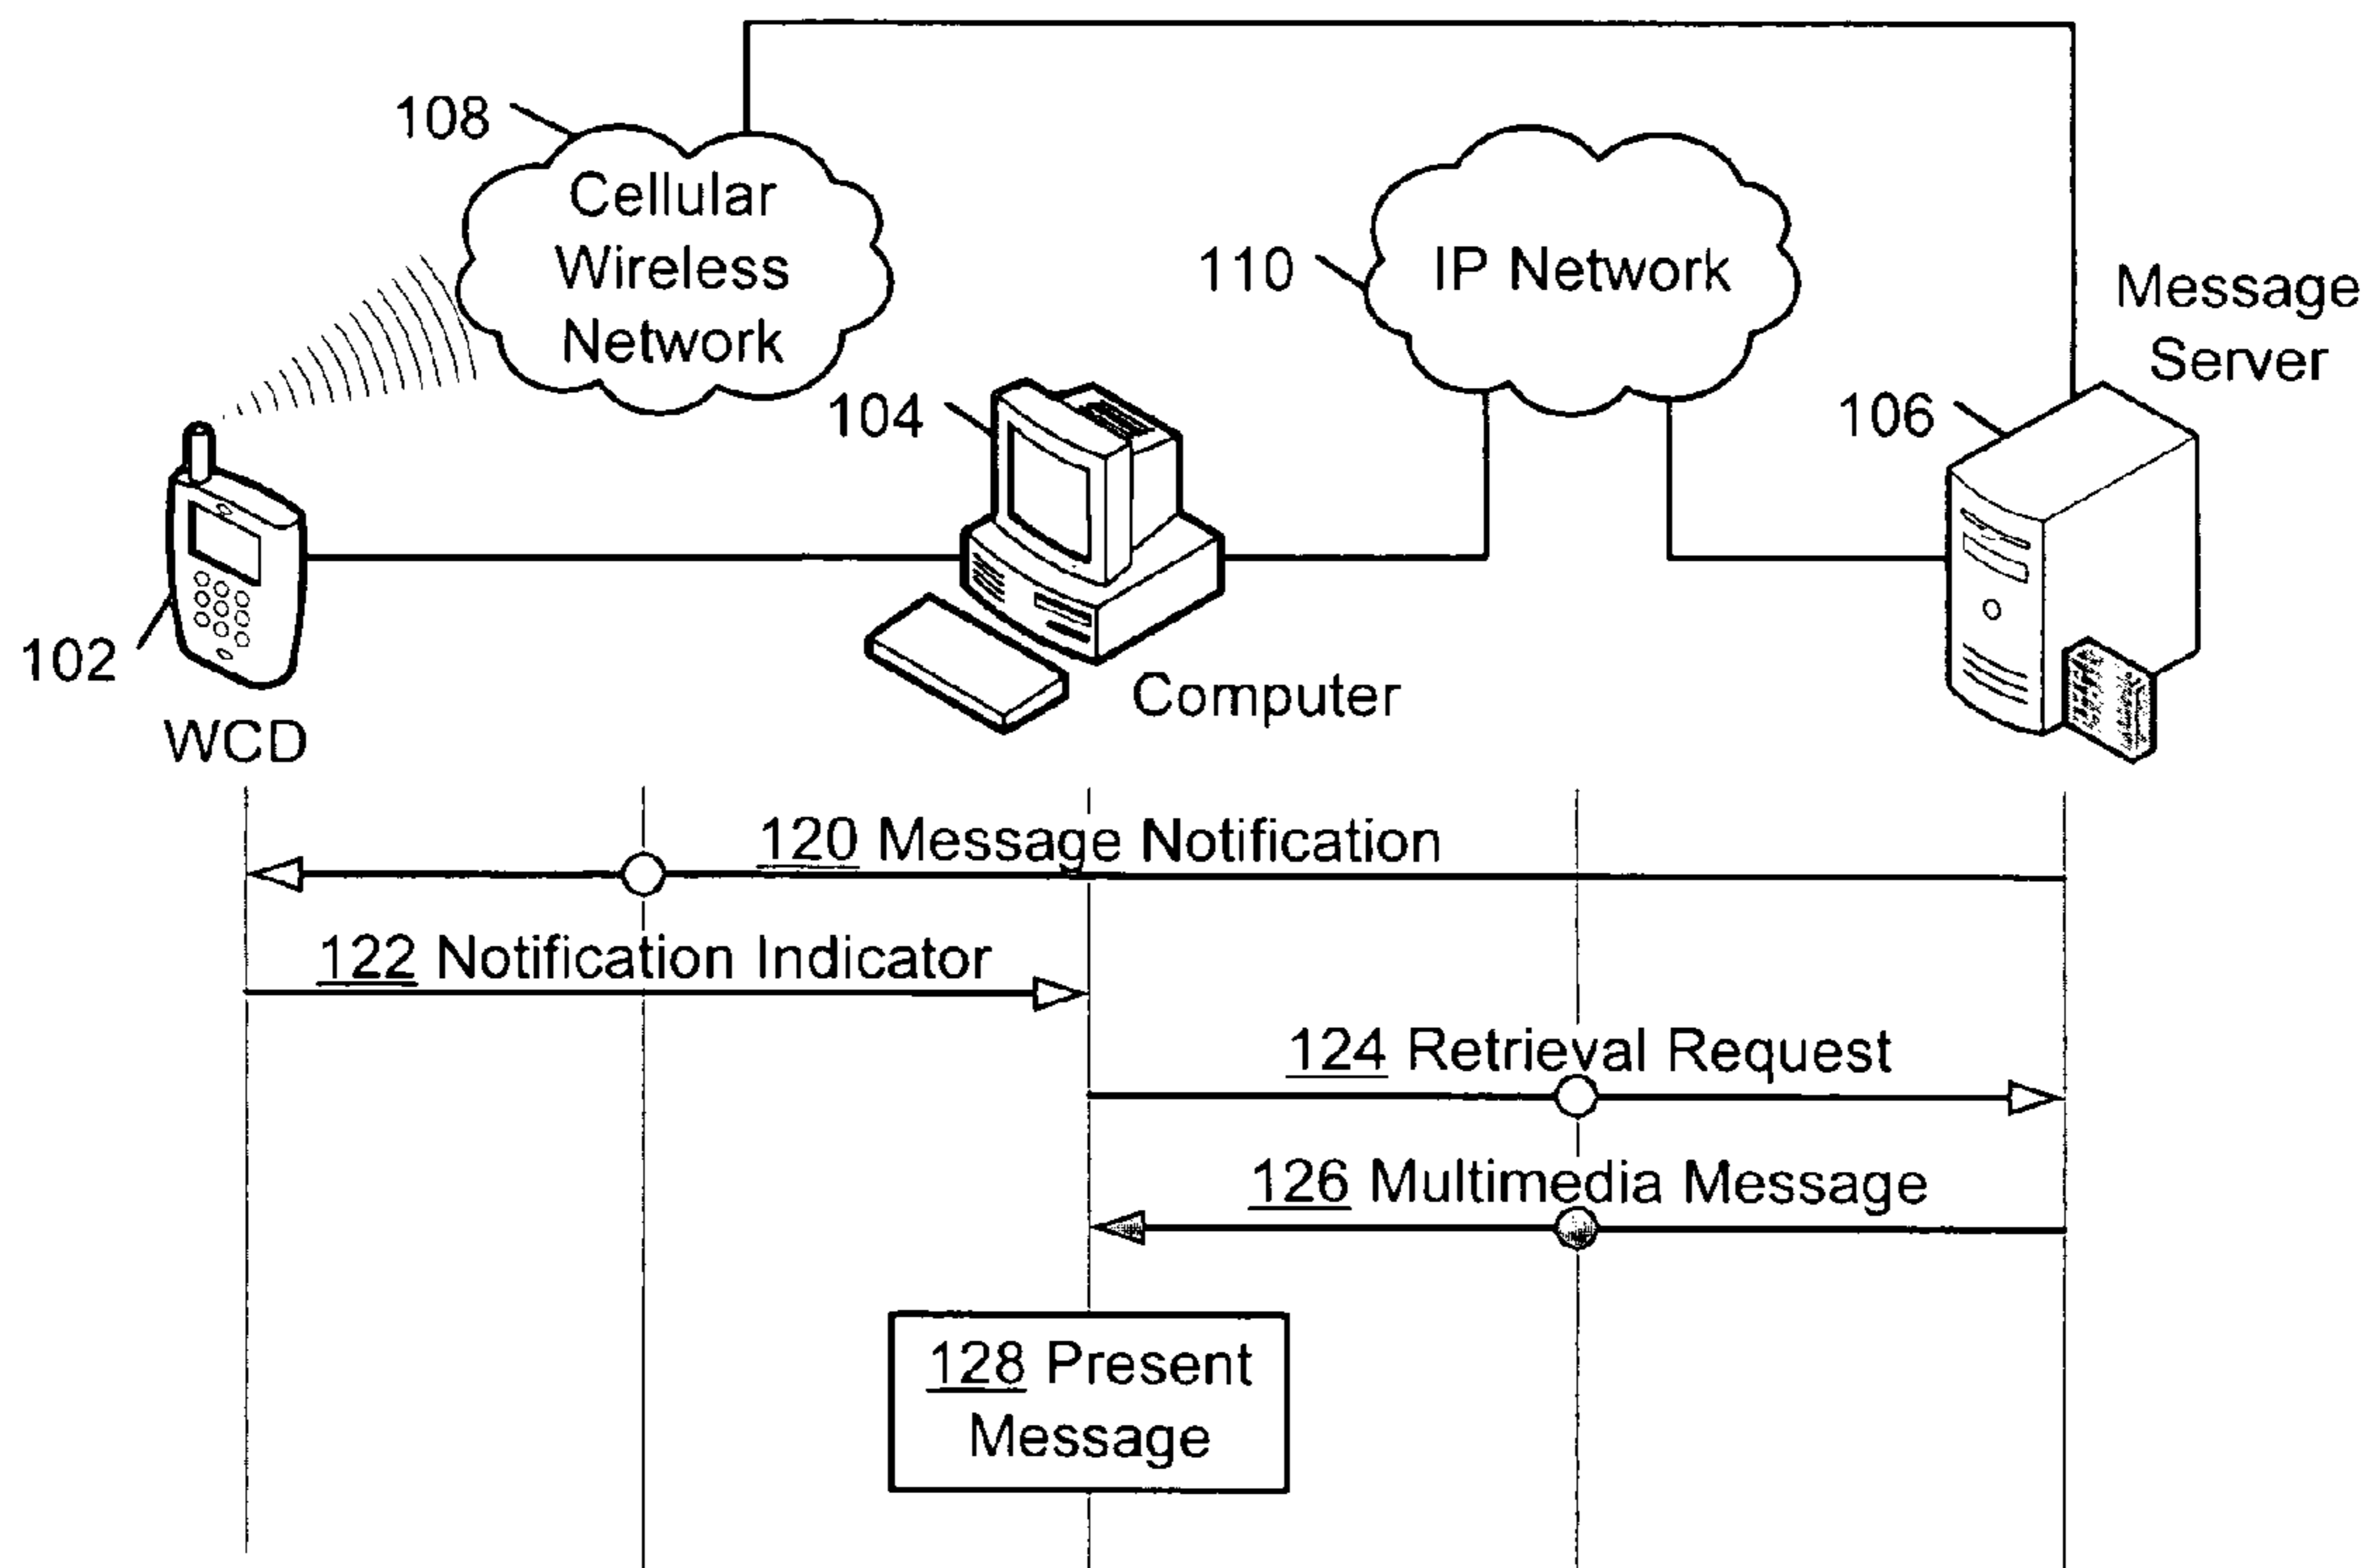 108
Cellular
Wireless
Network
110
IP Network
Message
Server
104
106
102
WCD
Computer
120 Message Notification
122 Notification Indicator
124 Retrieval Request
126 Multimedia Message
128 Present
Message